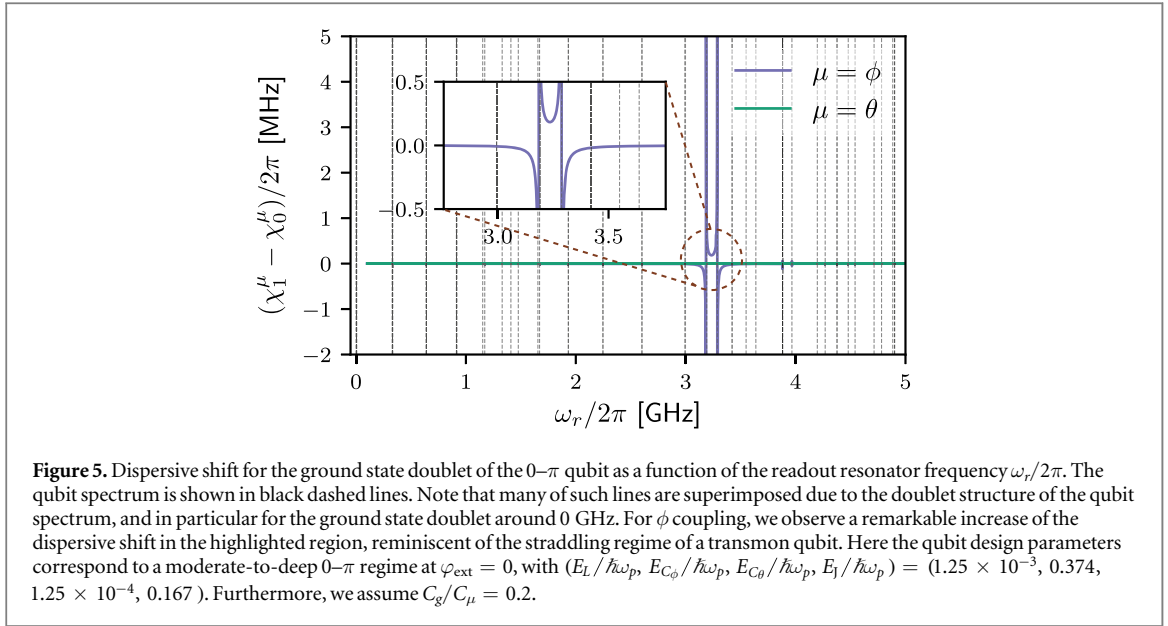 5
4
3
2
1
0
−1
−2
(χ₁^μ − χ₀^μ)/2π [MHz]
0.5
0.0
−0.5
3.0 3.5
μ = ϕ
μ = θ
0 1 2 3 4 5
ω_r/2π [GHz]
Figure 5. Dispersive shift for the ground state doublet of the 0–π qubit as a function of the readout resonator frequency ω_r/2π. The
qubit spectrum is shown in black dashed lines. Note that many of such lines are superimposed due to the doublet structure of the qubit
spectrum, and in particular for the ground state doublet around 0 GHz. For ϕ coupling, we observe a remarkable increase of the
dispersive shift in the highlighted region, reminiscent of the straddling regime of a transmon qubit. Here the qubit design parameters
correspond to a moderate-to-deep 0–π regime at φ_ext = 0, with (E_L/ℏω_p, E_{C_ϕ}/ℏω_p, E_{C_θ}/ℏω_p, E_J/ℏω_p) = (1.25 × 10⁻³, 0.374,
1.25 × 10⁻⁴, 0.167 ). Furthermore, we assume C_g/C_μ = 0.2.